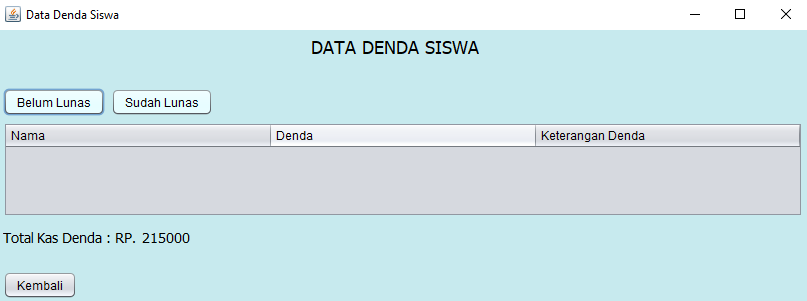 Data Denda Siswa
DATA DENDA SISWA
Belum Lunas Sudah Lunas
Nama Denda Keterangan Denda
Total Kas Denda : RP. 215000
Kembali